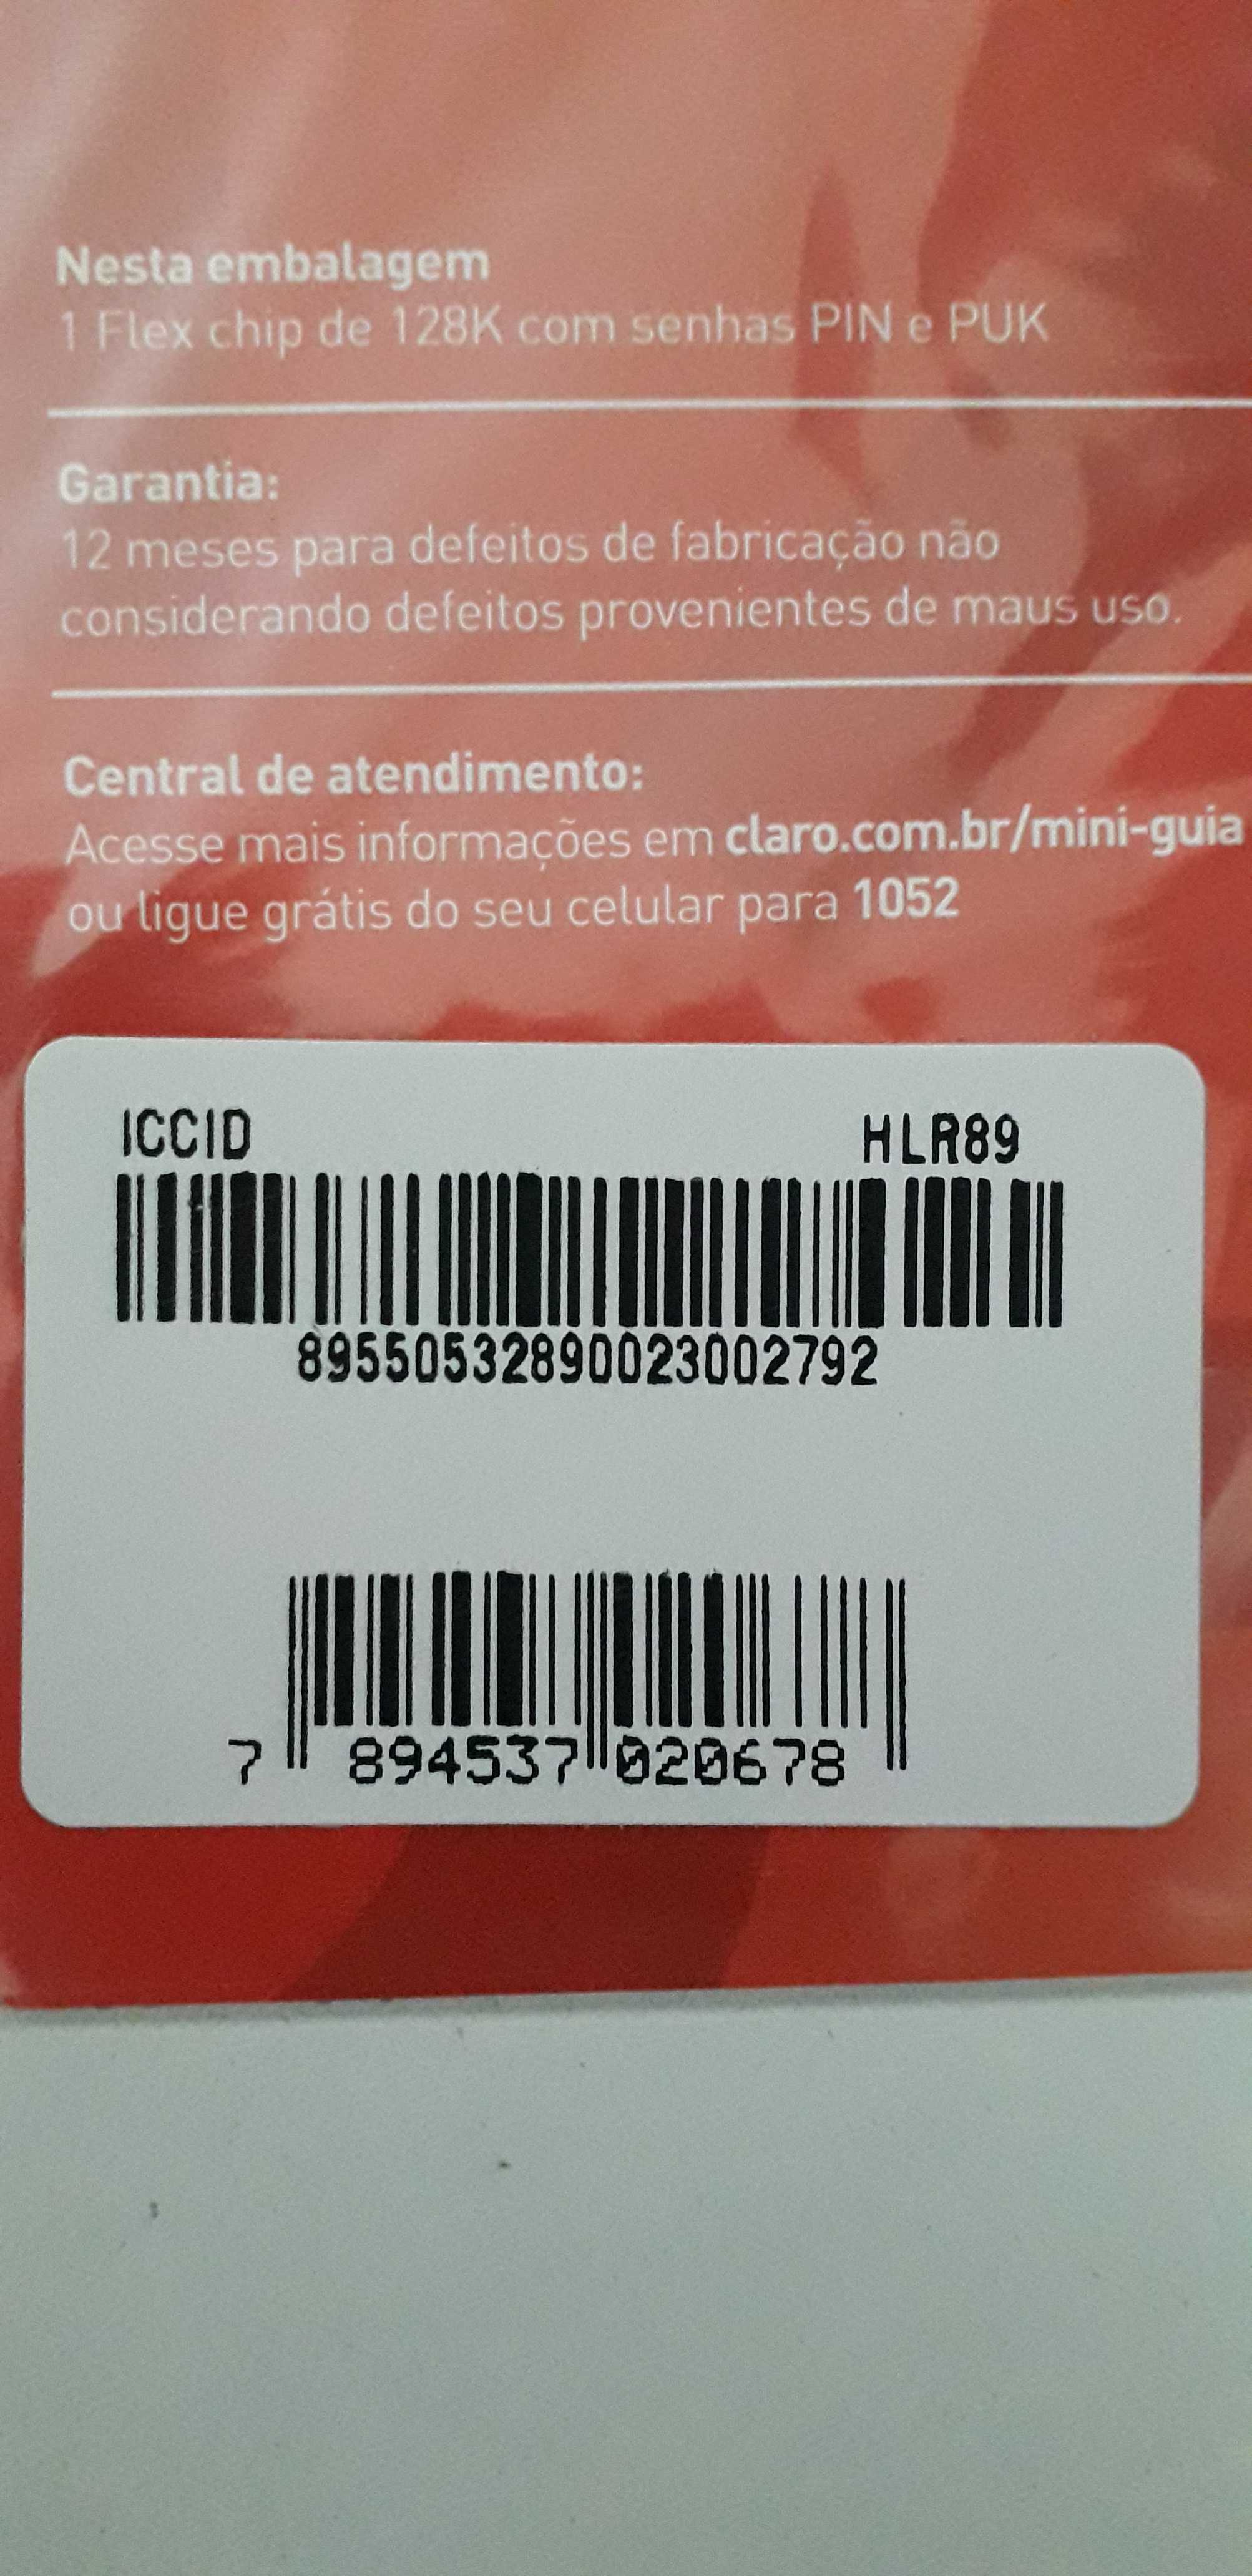 Nesta embalagem
1 Flex chip de 128K com senhas PIN e PUK
Garantia:
12 meses para defeitos de fabricação não
considerando defeitos provenientes de maus uso.
Central de atendimento:
Acesse mais informações em claro.com.br/mini-guia
ou ligue grátis do seu celular para 1052
ICCID HLR89
89550532890023002792
7 894537 020678